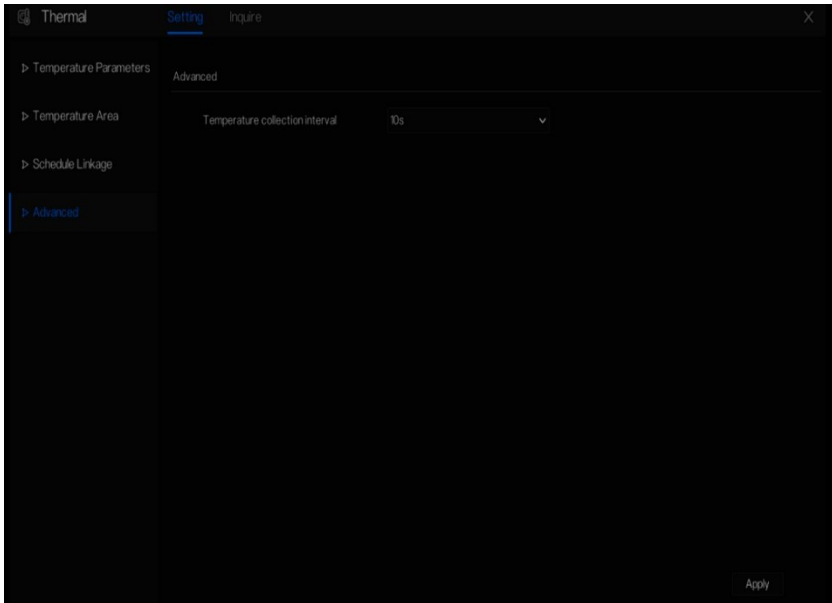 Thermal
Setting
Inquire
X
Temperature Parameters
Temperature Area
Schedule Linkage
Advanced
Advanced
Temperature collection interval
10s
Apply